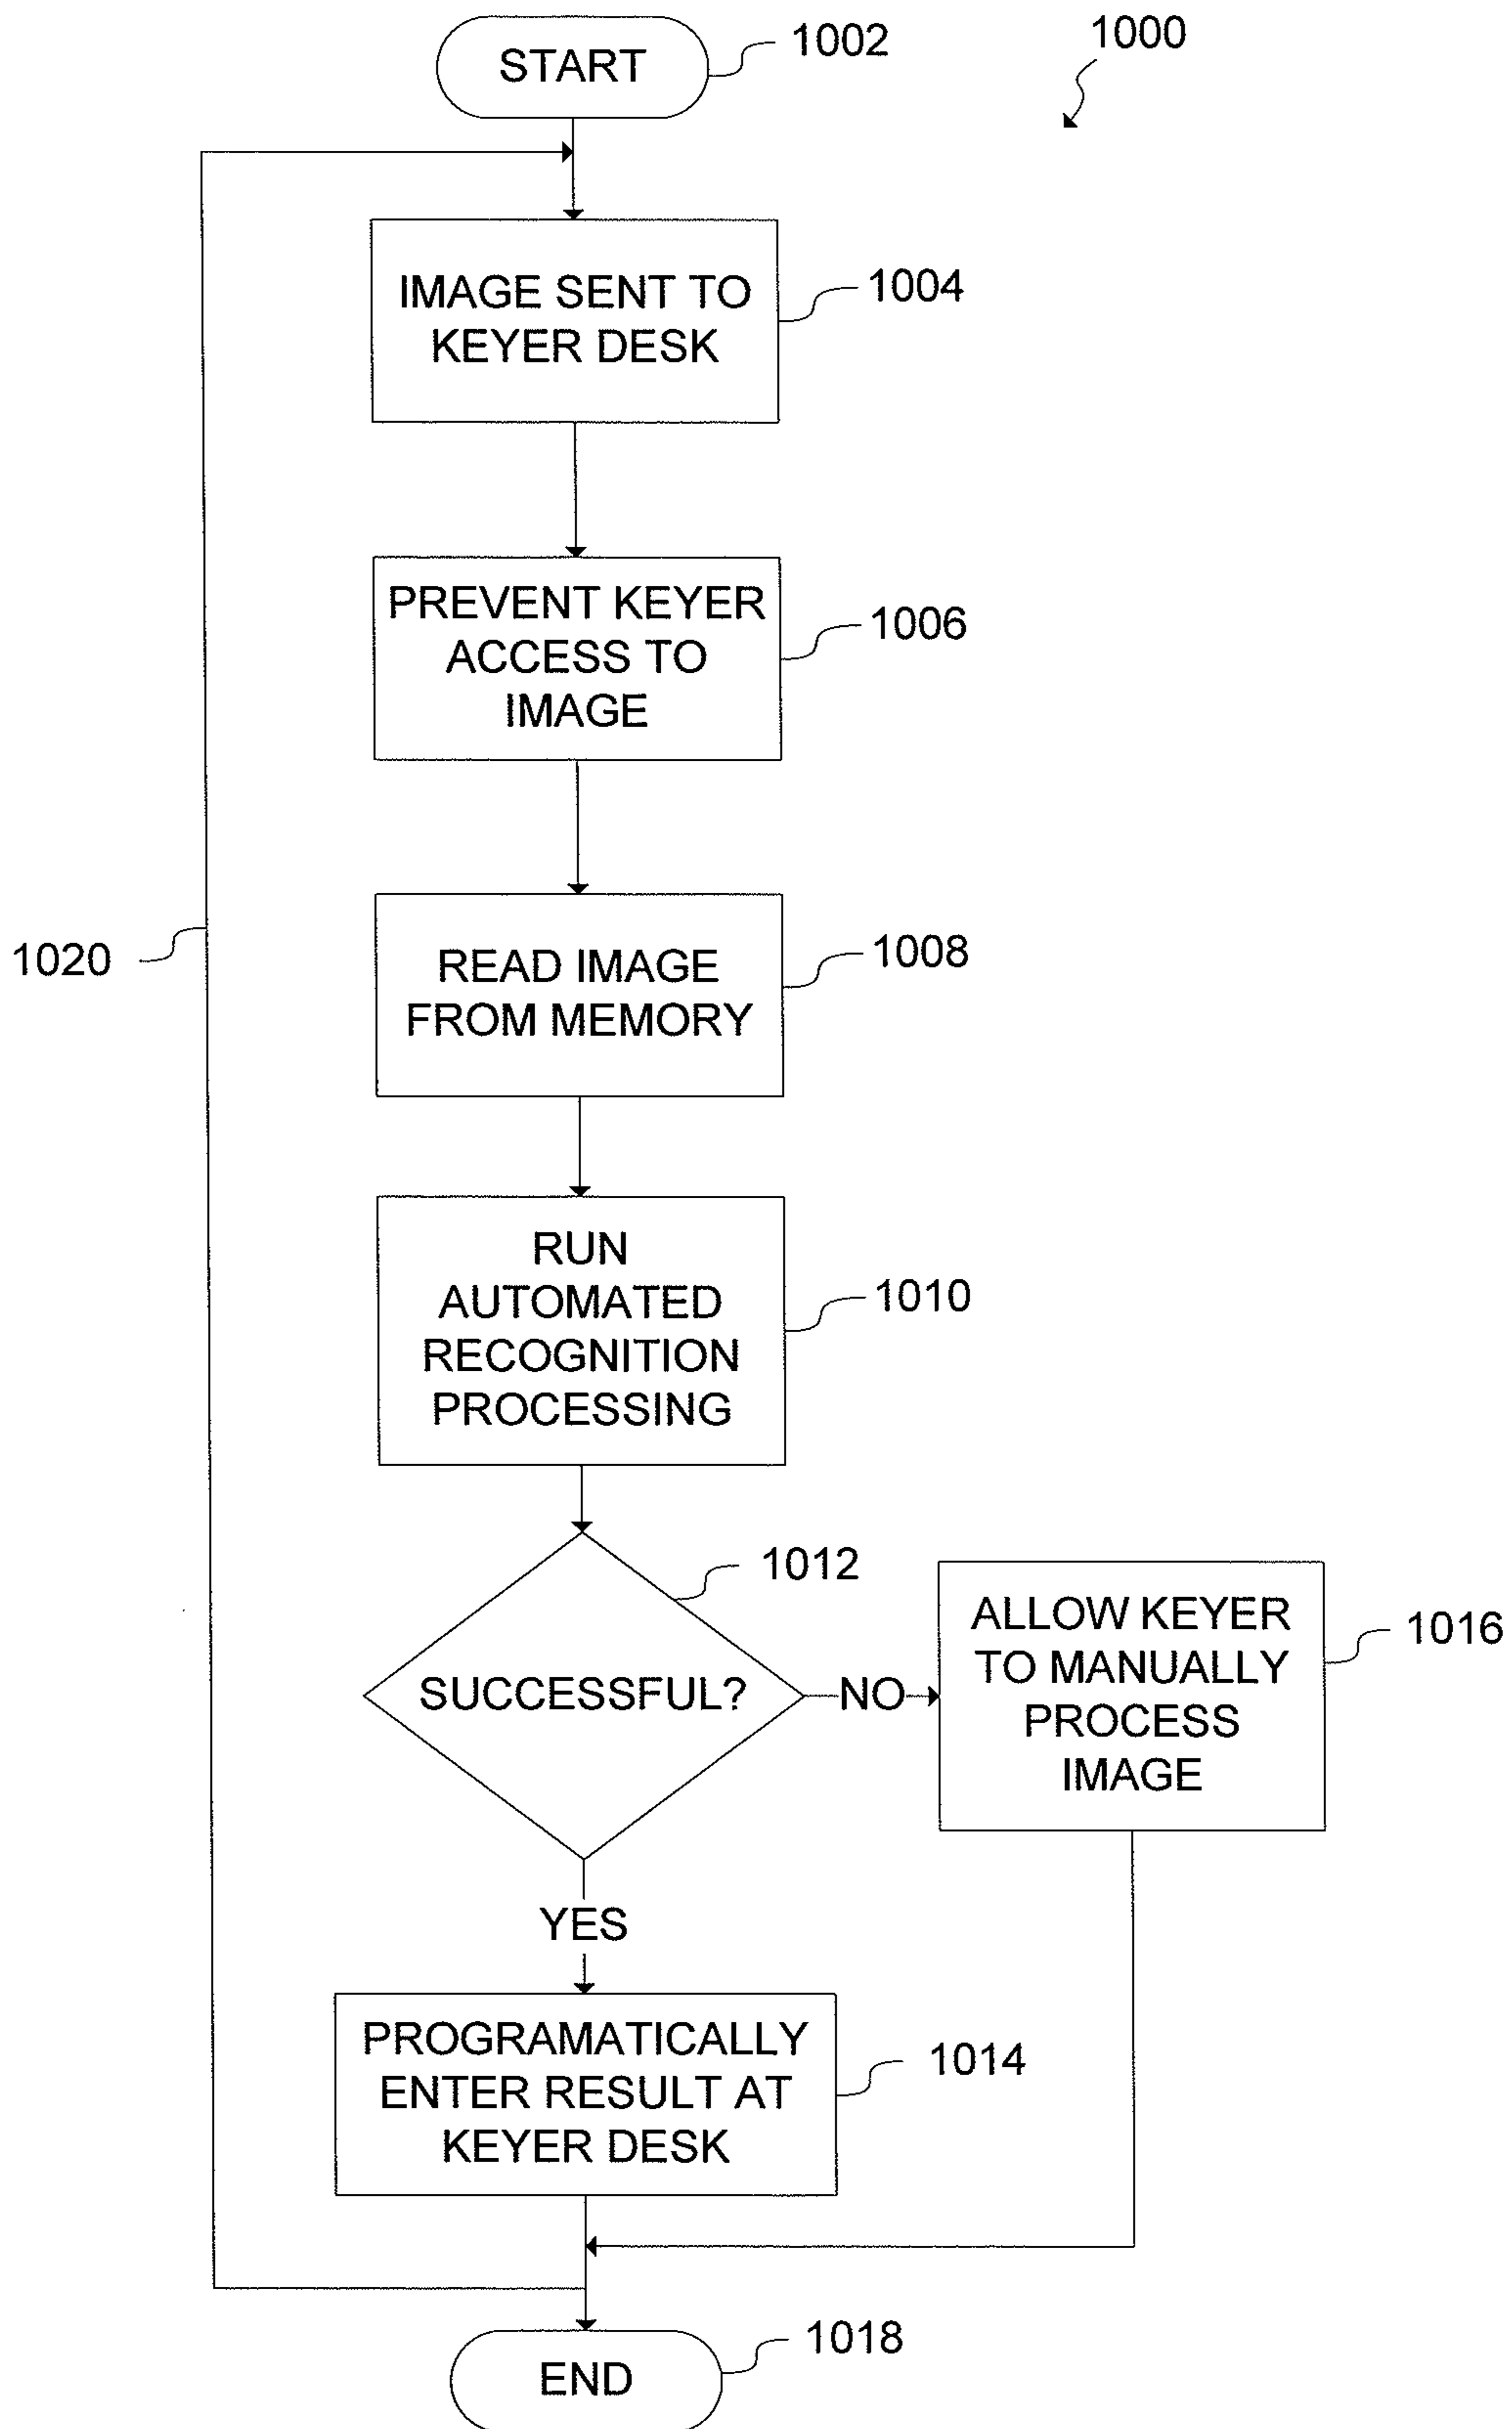 START
1002
1000
IMAGE SENT TO
KEYER DESK
1004
PREVENT KEYER
ACCESS TO
IMAGE
1006
1020
READ IMAGE
FROM MEMORY
1008
RUN
AUTOMATED
RECOGNITION
PROCESSING
1010
1012
SUCCESSFUL?
NO
ALLOW KEYER
TO MANUALLY
PROCESS
IMAGE
1016
YES
PROGRAMATICALLY
ENTER RESULT AT
KEYER DESK
1014
END
1018